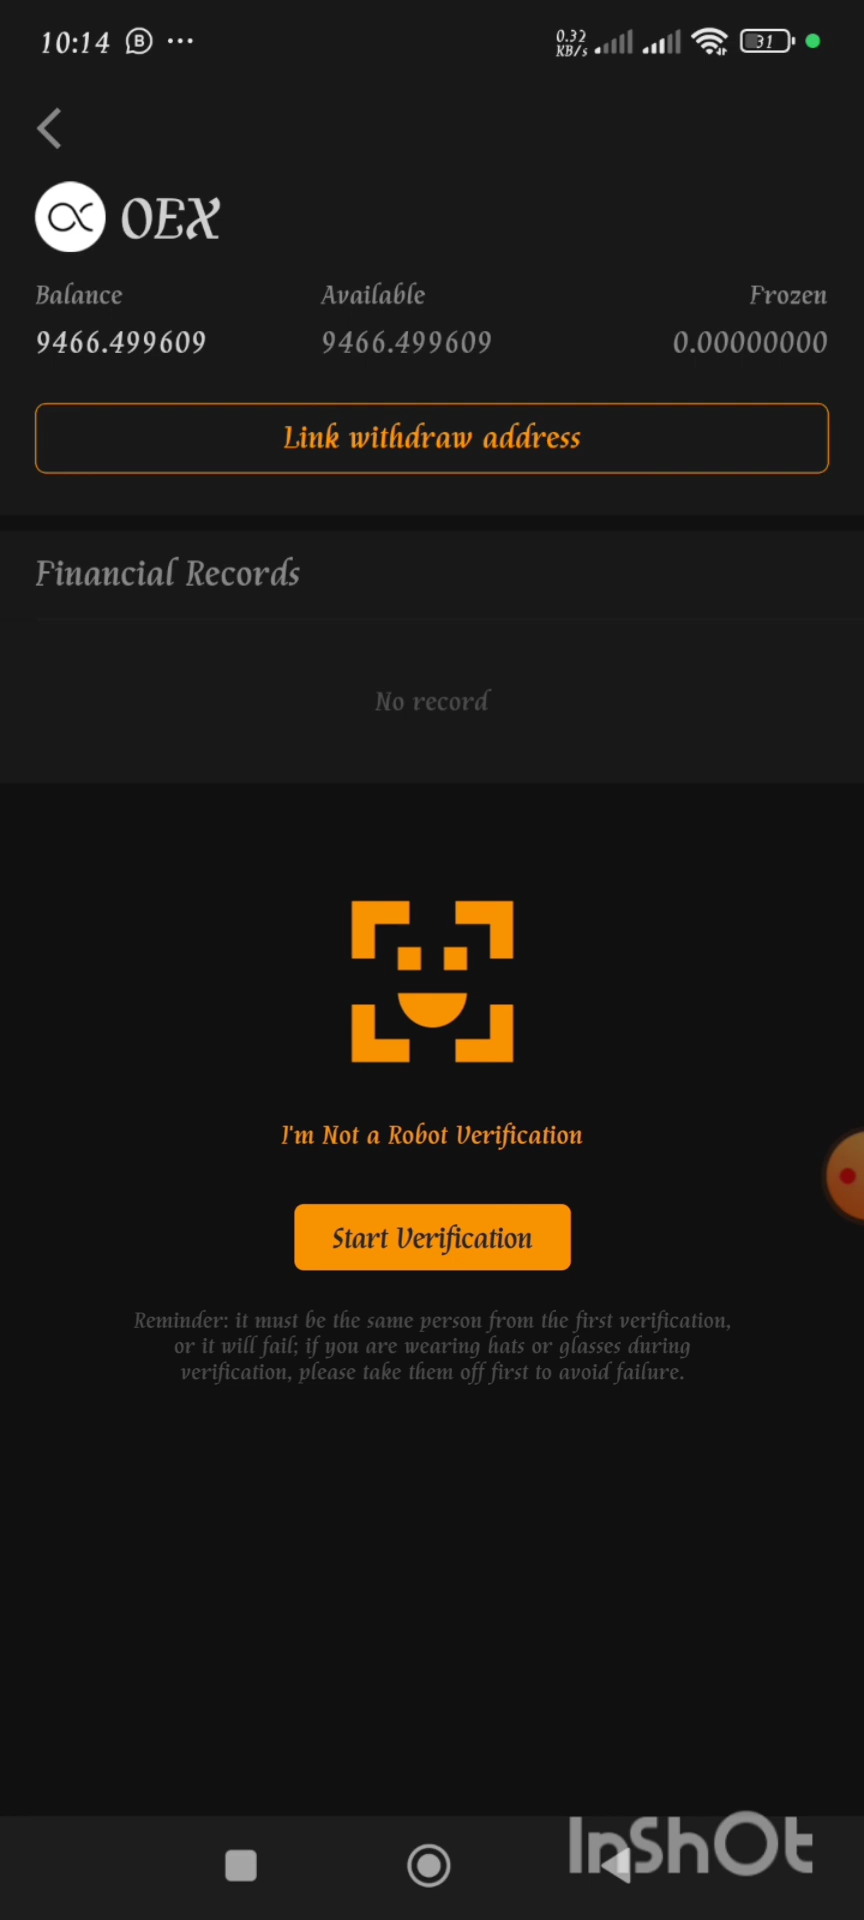 10:14
0.32
KB/s
31
OEX
Balance Available Frozen
9466.499609 9466.499609 0.00000000
Link withdraw address
Financial Records
No record
I'm Not a Robot Verification
Start Verification
Reminder: it must be the same person from the first verification,
or it will fail; if you are wearing hats or glasses during
verification, please take them off first to avoid failure.
InShOt